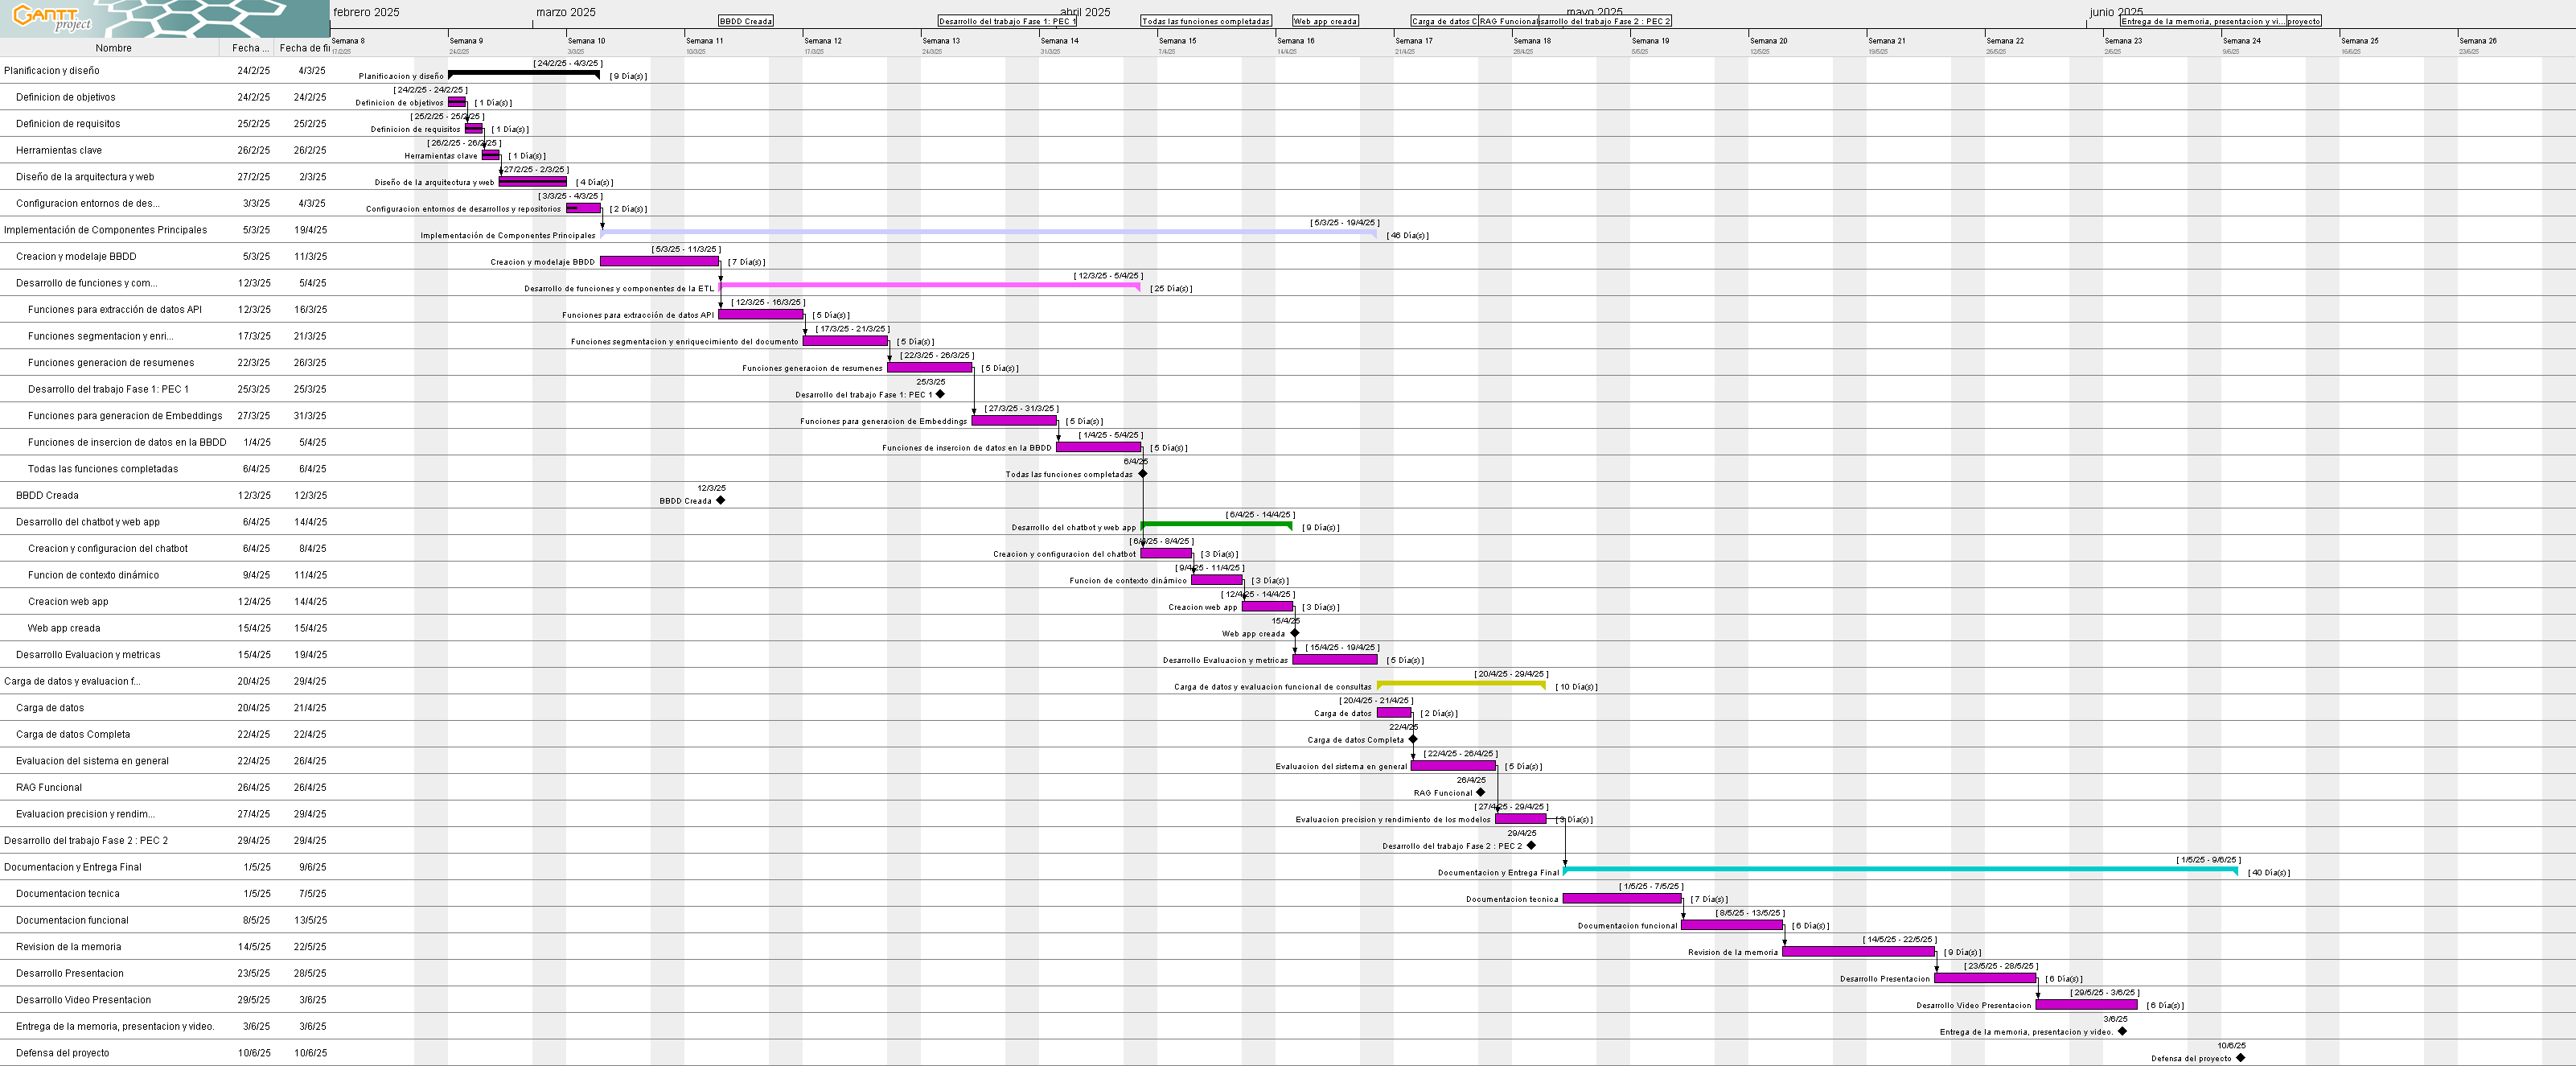 GANTT project
febrero 2025 marzo 2025 abril 2025 mayo 2025 junio 2025
BBDD Creada Desarrollo del trabajo Fase 1: PEC 1 Todas las funciones completadas Web app creada Carga de datos C RAG Funcional sarrollo del trabajo Fase 2 : PEC 2 Entrega de la memoria, presentacion y vi... proyecto
Nombre Fecha ... Fecha de fi
Semana 8 Semana 9 Semana 10 Semana 11 Semana 12 Semana 13 Semana 14 Semana 15 Semana 16 Semana 17 Semana 18 Semana 19 Semana 20 Semana 21 Semana 22 Semana 23 Semana 24 Semana 25 Semana 26
17/2/25 24/2/25 3/3/25 10/3/25 17/3/25 24/3/25 31/3/25 7/4/25 14/4/25 21/4/25 28/4/25 5/5/25 12/5/25 19/5/25 26/5/25 2/6/25 9/6/25 16/6/25 23/6/25
Planificacion y diseño 24/2/25 4/3/25
[ 24/2/25 - 4/3/25 ]
Planificacion y diseño [ 9 Día(s) ]
Definicion de objetivos 24/2/25 24/2/25
[ 24/2/25 - 24/2/25 ]
Definicion de objetivos [ 1 Día(s) ]
Definicion de requisitos 25/2/25 25/2/25
[ 25/2/25 - 25/2/25 ]
Definicion de requisitos [ 1 Día(s) ]
Herramientas clave 26/2/25 26/2/25
[ 26/2/25 - 26/2/25 ]
Herramientas clave [ 1 Día(s) ]
Diseño de la arquitectura y web 27/2/25 2/3/25
[ 27/2/25 - 2/3/25 ]
Diseño de la arquitectura y web [ 4 Día(s) ]
Configuracion entornos de des... 3/3/25 4/3/25
[ 3/3/25 - 4/3/25 ]
Configuracion entornos de desarrollos y repositorios [ 2 Día(s) ]
Implementación de Componentes Principales 5/3/25 19/4/25
[ 5/3/25 - 19/4/25 ]
Implementación de Componentes Principales [ 46 Día(s) ]
Creacion y modelaje BBDD 5/3/25 11/3/25
[ 5/3/25 - 11/3/25 ]
Creacion y modelaje BBDD [ 7 Día(s) ]
Desarrollo de funciones y com... 12/3/25 5/4/25
[ 12/3/25 - 5/4/25 ]
Desarrollo de funciones y componentes de la ETL [ 25 Día(s) ]
Funciones para extracción de datos API 12/3/25 16/3/25
[ 12/3/25 - 16/3/25 ]
Funciones para extracción de datos API [ 5 Día(s) ]
Funciones segmentacion y enri... 17/3/25 21/3/25
[ 17/3/25 - 21/3/25 ]
Funciones segmentacion y enriquecimiento del documento [ 5 Día(s) ]
Funciones generacion de resumenes 22/3/25 26/3/25
[ 22/3/25 - 26/3/25 ]
Funciones generacion de resumenes [ 5 Día(s) ]
Desarrollo del trabajo Fase 1: PEC 1 25/3/25 25/3/25
25/3/25
Desarrollo del trabajo Fase 1: PEC 1
Funciones para generacion de Embeddings 27/3/25 31/3/25
[ 27/3/25 - 31/3/25 ]
Funciones para generacion de Embeddings [ 5 Día(s) ]
Funciones de insercion de datos en la BBDD 1/4/25 5/4/25
[ 1/4/25 - 5/4/25 ]
Funciones de insercion de datos en la BBDD [ 5 Día(s) ]
Todas las funciones completadas 6/4/25 6/4/25
6/4/25
Todas las funciones completadas
BBDD Creada 12/3/25 12/3/25
12/3/25
BBDD Creada
Desarrollo del chatbot y web app 6/4/25 14/4/25
[ 6/4/25 - 14/4/25 ]
Desarrollo del chatbot y web app [ 9 Día(s) ]
Creacion y configuracion del chatbot 6/4/25 8/4/25
[ 6/4/25 - 8/4/25 ]
Creacion y configuracion del chatbot [ 3 Día(s) ]
Funcion de contexto dinámico 9/4/25 11/4/25
[ 9/4/25 - 11/4/25 ]
Funcion de contexto dinámico [ 3 Día(s) ]
Creacion web app 12/4/25 14/4/25
[ 12/4/25 - 14/4/25 ]
Creacion web app [ 3 Día(s) ]
Web app creada 15/4/25 15/4/25
15/4/25
Web app creada
Desarrollo Evaluacion y metricas 15/4/25 19/4/25
[ 15/4/25 - 19/4/25 ]
Desarrollo Evaluacion y metricas [ 5 Día(s) ]
Carga de datos y evaluacion f... 20/4/25 29/4/25
[ 20/4/25 - 29/4/25 ]
Carga de datos y evaluacion funcional de consultas [ 10 Día(s) ]
Carga de datos 20/4/25 21/4/25
[ 20/4/25 - 21/4/25 ]
Carga de datos [ 2 Día(s) ]
Carga de datos Completa 22/4/25 22/4/25
22/4/25
Carga de datos Completa
Evaluacion del sistema en general 22/4/25 26/4/25
[ 22/4/25 - 26/4/25 ]
Evaluacion del sistema en general [ 5 Día(s) ]
RAG Funcional 26/4/25 26/4/25
26/4/25
RAG Funcional
Evaluacion precision y rendim... 27/4/25 29/4/25
[ 27/4/25 - 29/4/25 ]
Evaluacion precision y rendimiento de los modelos [ 3 Día(s) ]
Desarrollo del trabajo Fase 2 : PEC 2 29/4/25 29/4/25
29/4/25
Desarrollo del trabajo Fase 2 : PEC 2
Documentacion y Entrega Final 1/5/25 9/6/25
[ 1/5/25 - 9/6/25 ]
Documentacion y Entrega Final [ 40 Día(s) ]
Documentacion tecnica 1/5/25 7/5/25
[ 1/5/25 - 7/5/25 ]
Documentacion tecnica [ 7 Día(s) ]
Documentacion funcional 8/5/25 13/5/25
[ 8/5/25 - 13/5/25 ]
Documentacion funcional [ 6 Día(s) ]
Revision de la memoria 14/5/25 22/5/25
[ 14/5/25 - 22/5/25 ]
Revision de la memoria [ 9 Día(s) ]
Desarrollo Presentacion 23/5/25 28/5/25
[ 23/5/25 - 28/5/25 ]
Desarrollo Presentacion [ 6 Día(s) ]
Desarrollo Video Presentacion 29/5/25 3/6/25
[ 29/5/25 - 3/6/25 ]
Desarrollo Video Presentacion [ 6 Día(s) ]
Entrega de la memoria, presentacion y video. 3/6/25 3/6/25
3/6/25
Entrega de la memoria, presentacion y video.
Defensa del proyecto 10/6/25 10/6/25
10/6/25
Defensa del proyecto